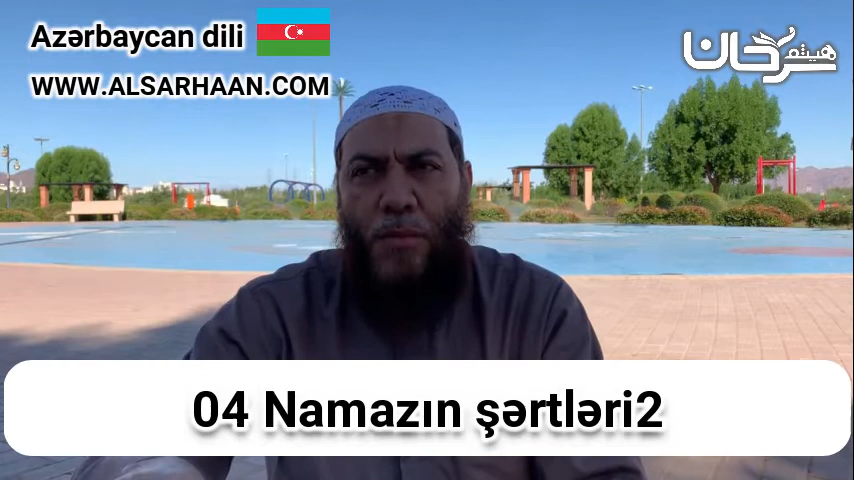 Azərbaycan dili
WWW.ALSARHAAN.COM
هيثم
سرحان
04 Namazın şərtləri2